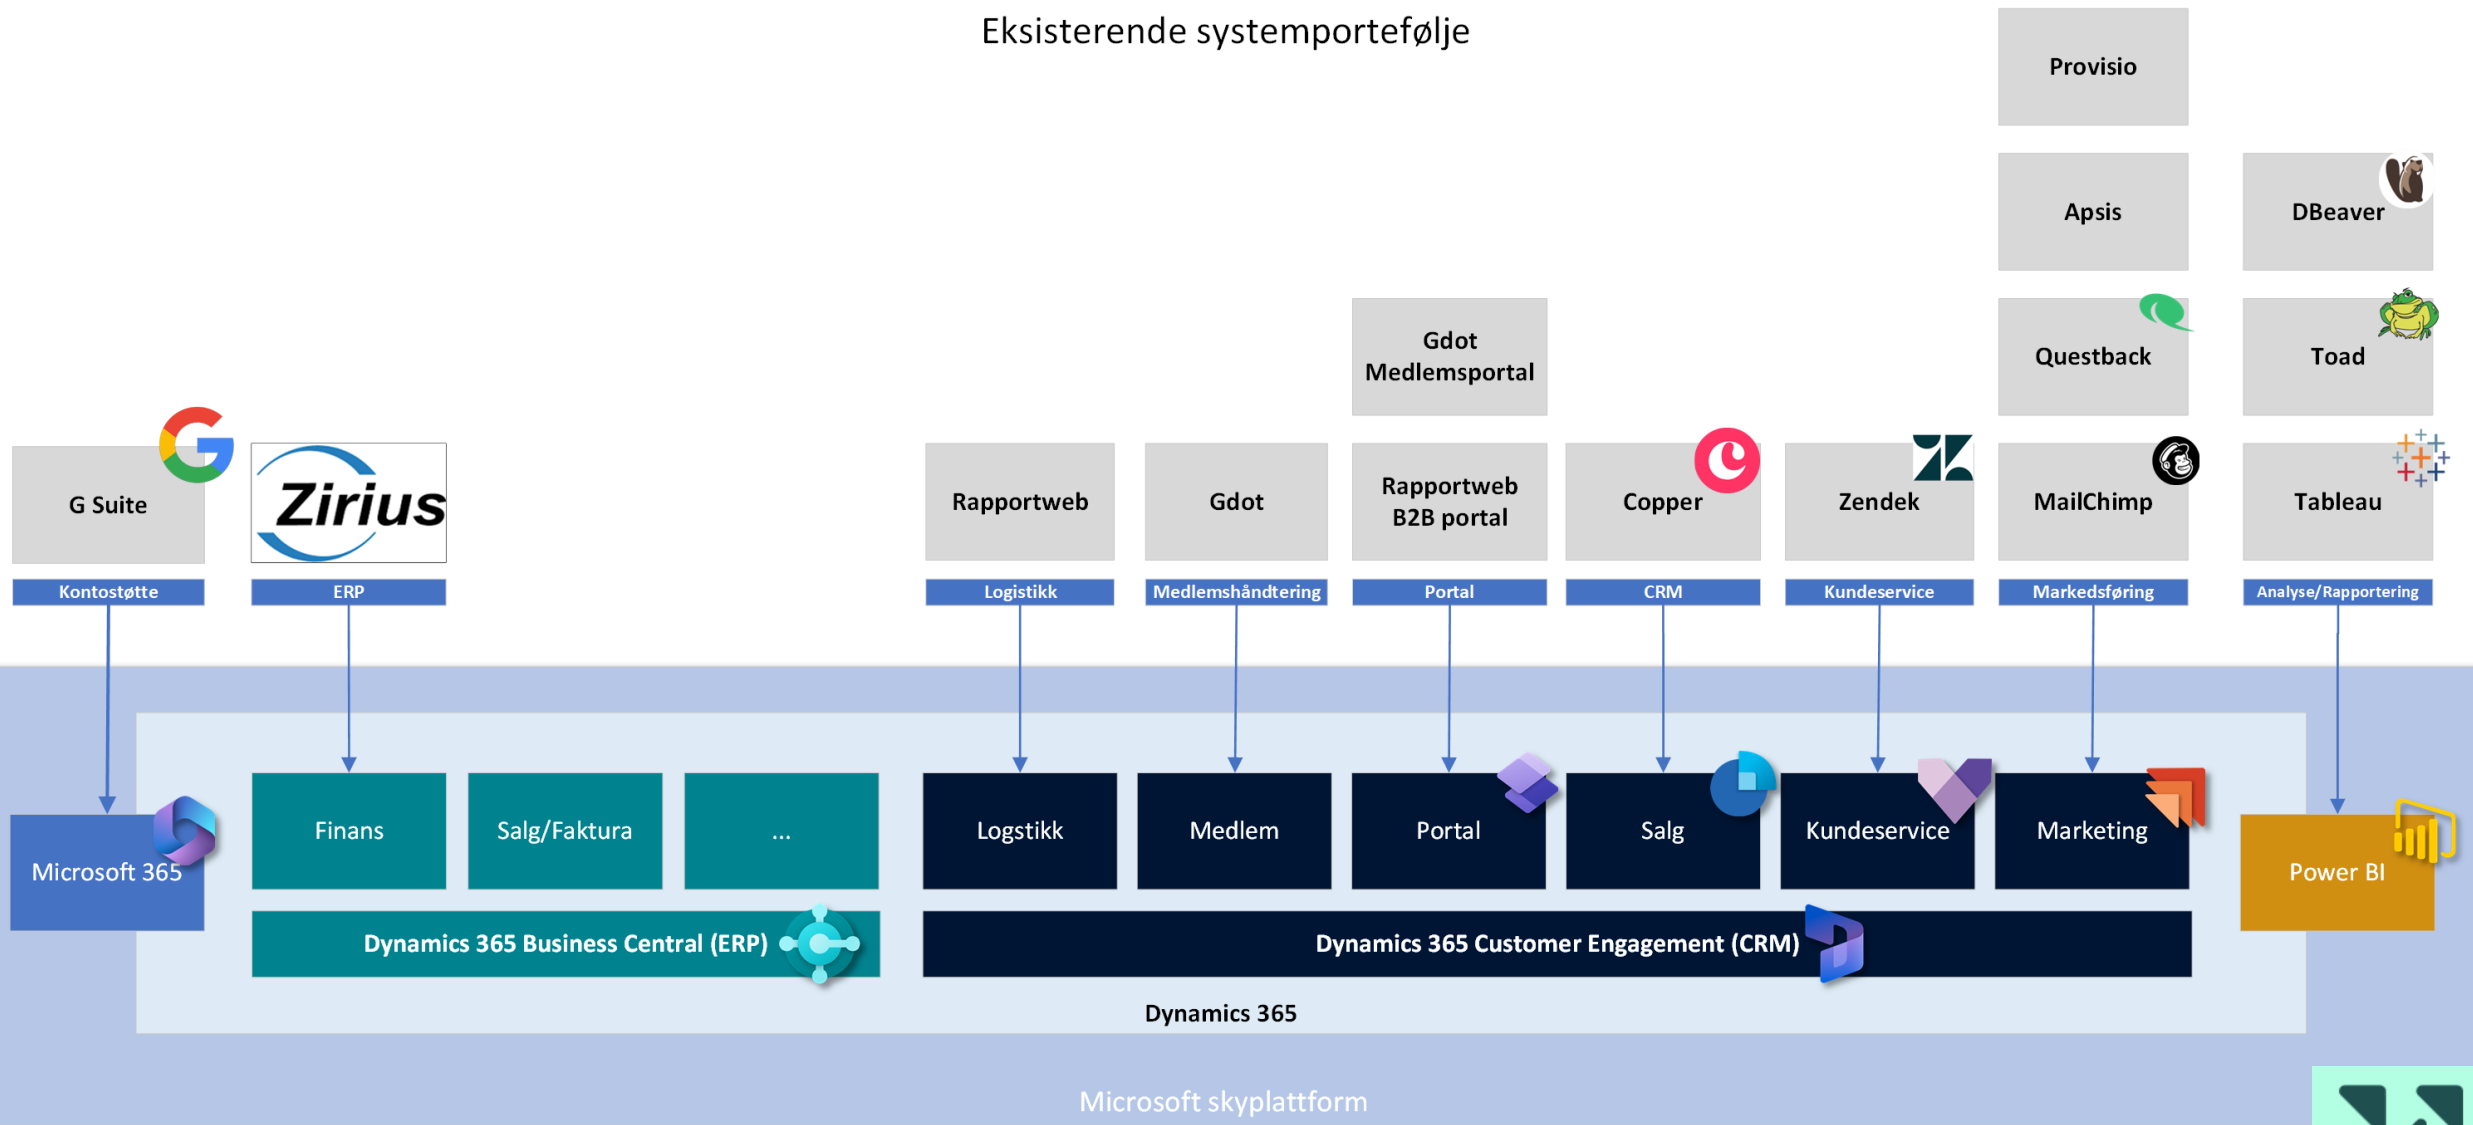 Eksisterende systemportefølje
Provisio
Apsis
DBeaver
Gdot
Medlemsportal
Questback
Toad
G Suite
Zirius
Rapportweb
Gdot
Rapportweb
B2B portal
Copper
Zendek
MailChimp
Tableau
Kontostøtte
ERP
Logistikk
Medlemshåndtering
Portal
CRM
Kundeservice
Markedsføring
Analyse/Rapportering
Microsoft 365
Finans
Salg/Faktura
...
Logstikk
Medlem
Portal
Salg
Kundeservice
Marketing
Power BI
Dynamics 365 Business Central (ERP)
Dynamics 365 Customer Engagement (CRM)
Dynamics 365
Microsoft skyplattform